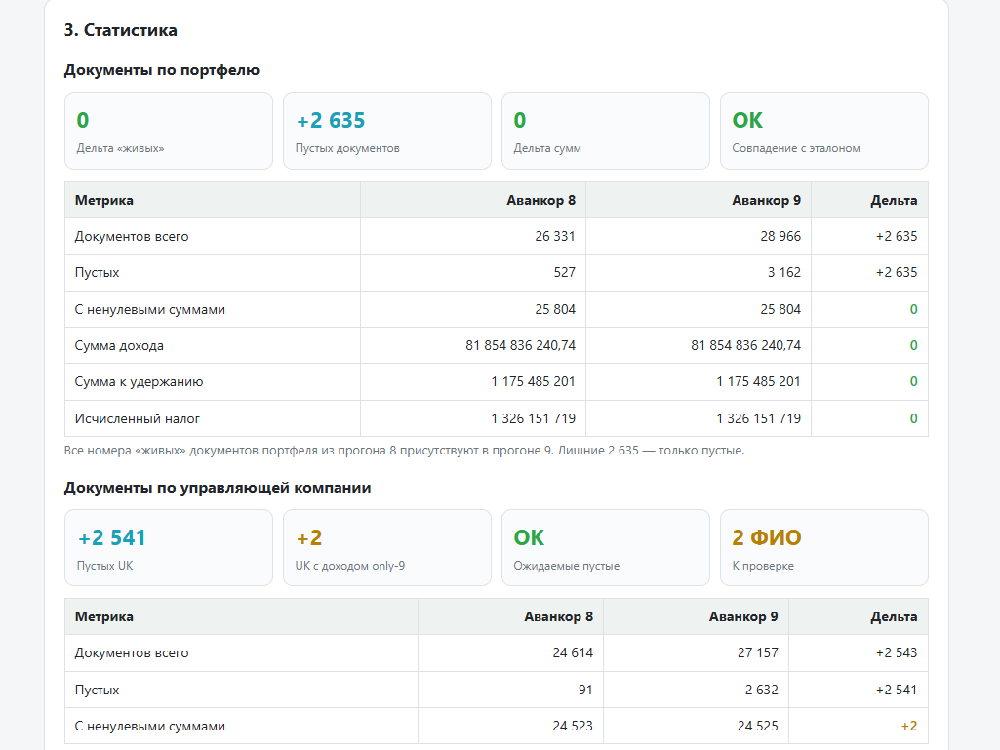 3. Статистика
Документы по портфелю
0
Дельта «живых»
+2 635
Пустых документов
0
Дельта сумм
OK
Совпадение с эталоном
Метрика Аванкор 8 Аванкор 9 Дельта
Документов всего 26 331 28 966 +2 635
Пустых 527 3 162 +2 635
С ненулевыми суммами 25 804 25 804 0
Сумма дохода 81 854 836 240,74 81 854 836 240,74 0
Сумма к удержанию 1 175 485 201 1 175 485 201 0
Исчисленный налог 1 326 151 719 1 326 151 719 0
Все номера «живых» документов портфеля из прогона 8 присутствуют в прогоне 9. Лишние 2 635 — только пустые.
Документы по управляющей компании
+2 541
Пустых UK
+2
UK с доходом only-9
OK
Ожидаемые пустые
2 ФИО
К проверке
Метрика Аванкор 8 Аванкор 9 Дельта
Документов всего 24 614 27 157 +2 543
Пустых 91 2 632 +2 541
С ненулевыми суммами 24 523 24 525 +2